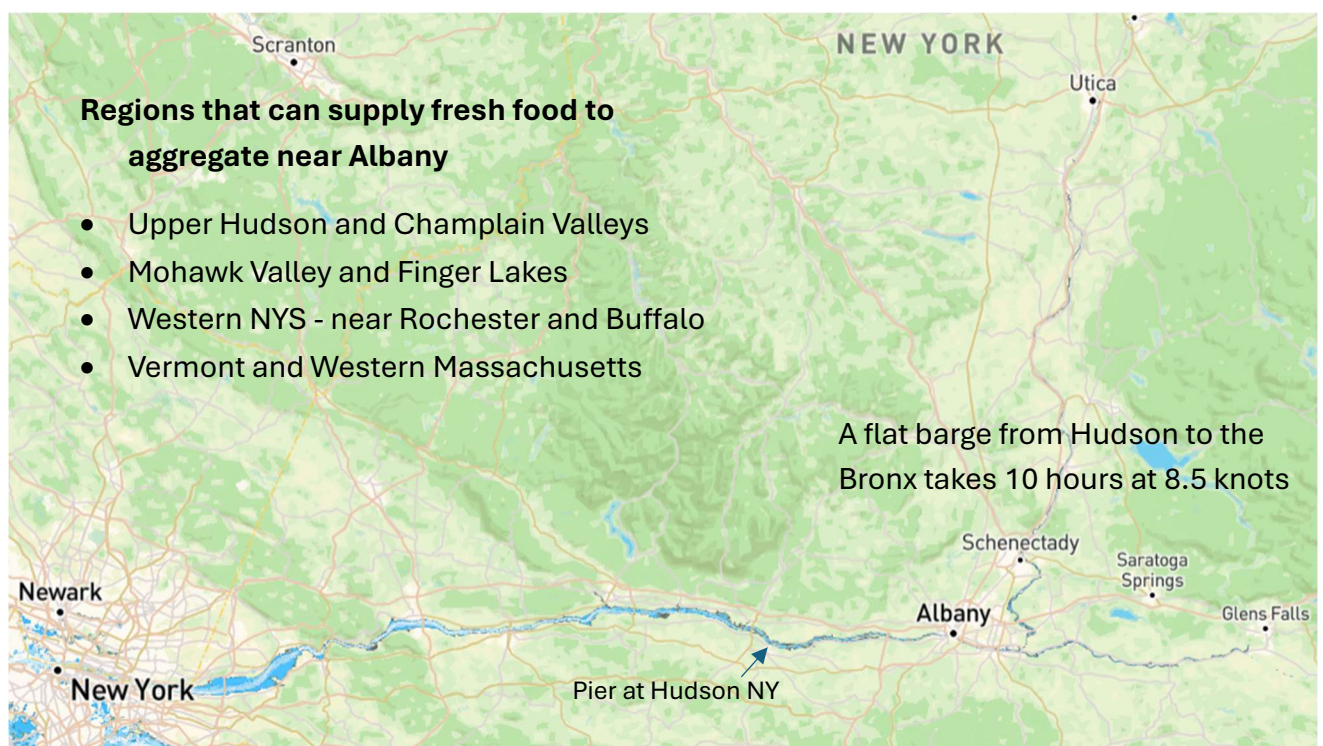 Scranton
NEW YORK
Utica
Regions that can supply fresh food to
aggregate near Albany
• Upper Hudson and Champlain Valleys
• Mohawk Valley and Finger Lakes
• Western NYS - near Rochester and Buffalo
• Vermont and Western Massachusetts
A flat barge from Hudson to the
Bronx takes 10 hours at 8.5 knots
Schenectady
Saratoga
Springs
Newark
Albany
Glens Falls
New York
Pier at Hudson NY